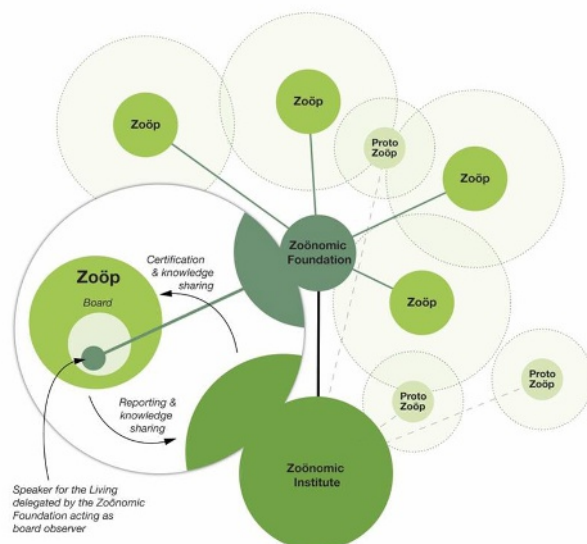 Zoöp
Zoöp
Proto
Zoöp
Zoöp
Zoönomic
Foundation
Certification
& knowledge
sharing
Zoöp
Board
Zoöp
Proto
Zoöp
Proto
Zoöp
Reporting &
knowledge
sharing
Zoönomic
Institute
Speaker for the Living
delegated by the Zoönomic
Foundation acting as
board observer